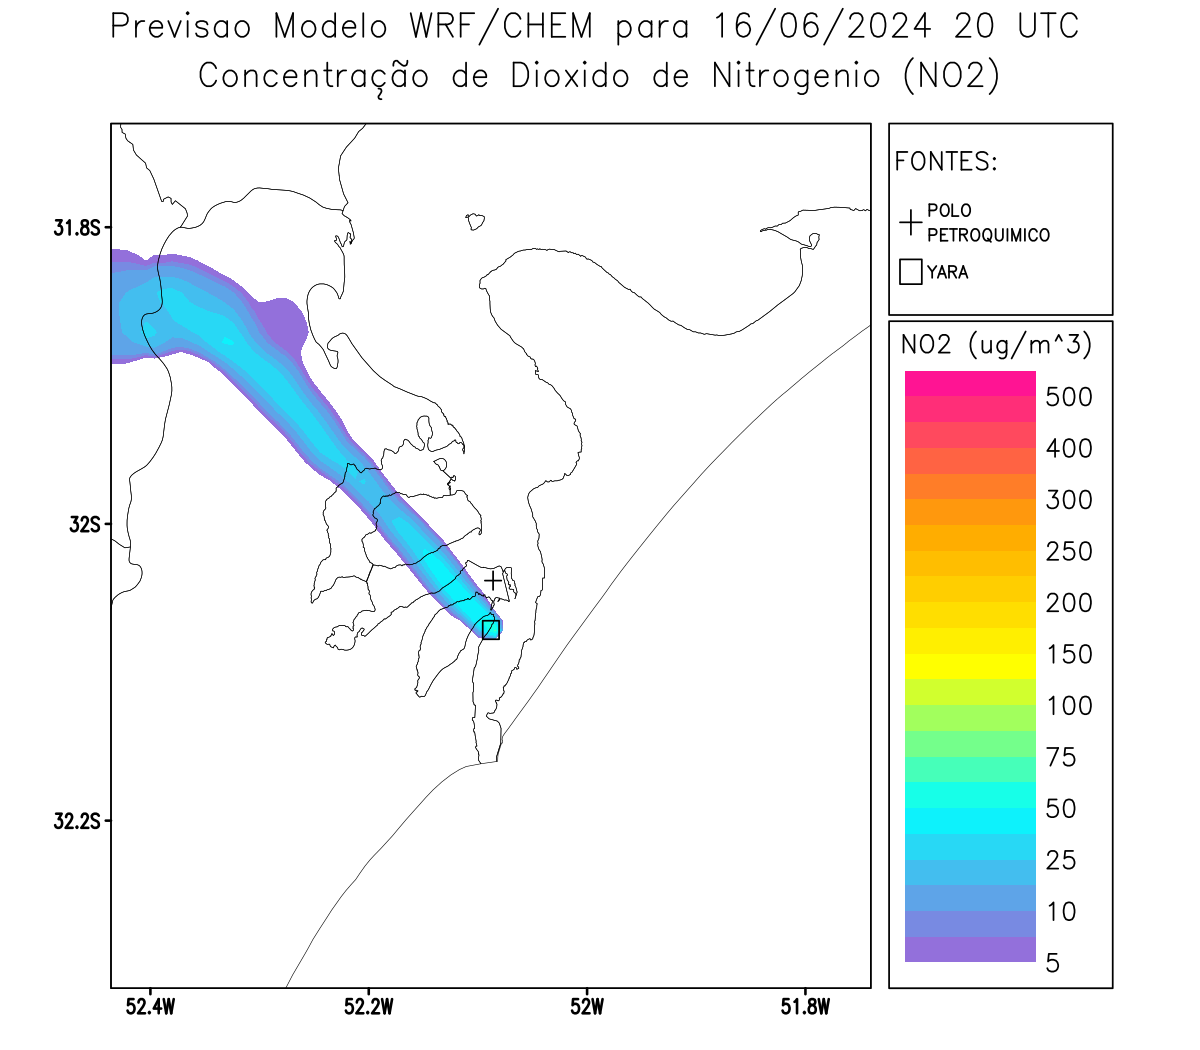 Previsao Modelo WRF/CHEM para 16/06/2024 20 UTC
Concentração de Dioxido de Nitrogenio (NO2)
FONTES:
POLO
PETROQUIMICO
YARA
NO2 (ug/m^3)
500
400
300
250
200
150
100
75
50
25
10
5
31.8S
32S
32.2S
52.4W
52.2W
52W
51.8W